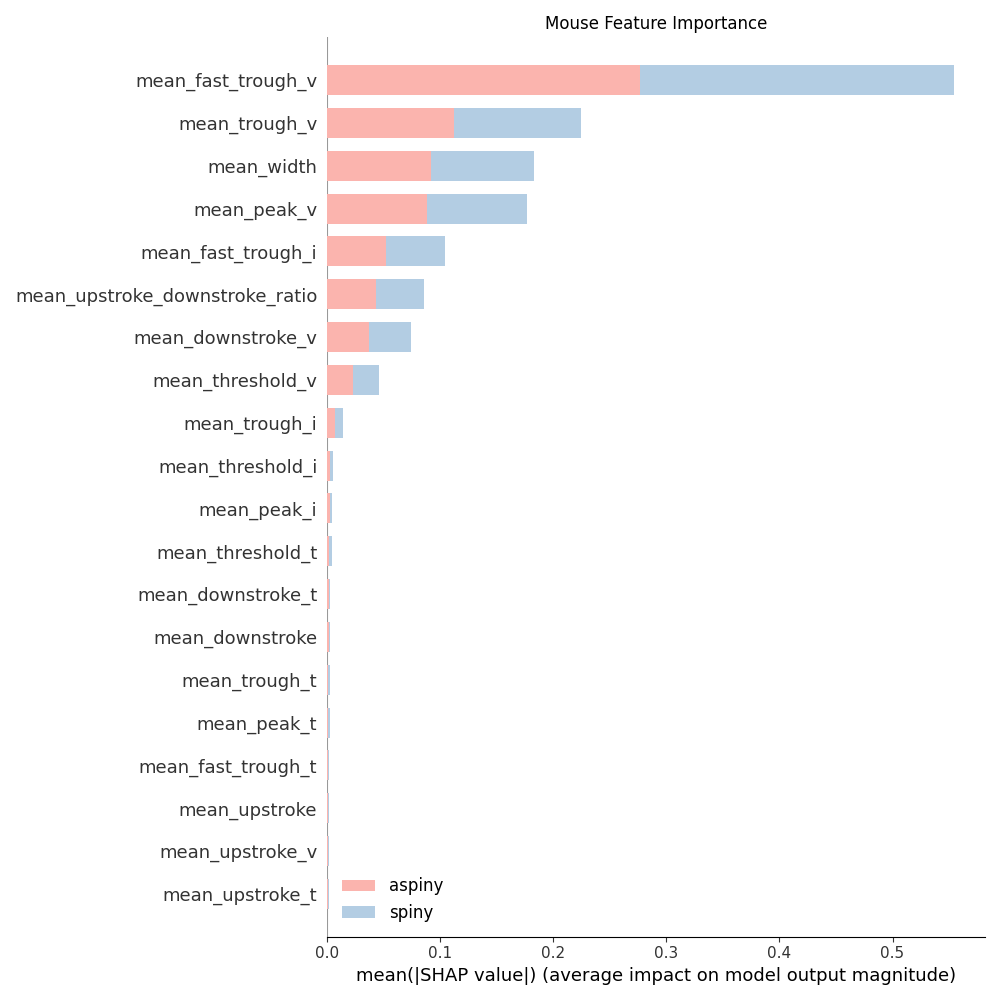 Mouse Feature Importance
mean_fast_trough_v
mean_trough_v
mean_width
mean_peak_v
mean_fast_trough_i
mean_upstroke_downstroke_ratio
mean_downstroke_v
mean_threshold_v
mean_trough_i
mean_threshold_i
mean_peak_i
mean_threshold_t
mean_downstroke_t
mean_downstroke
mean_trough_t
mean_peak_t
mean_fast_trough_t
mean_upstroke
mean_upstroke_v
mean_upstroke_t
aspiny
spiny
0.0 0.1 0.2 0.3 0.4 0.5
mean(|SHAP value|) (average impact on model output magnitude)